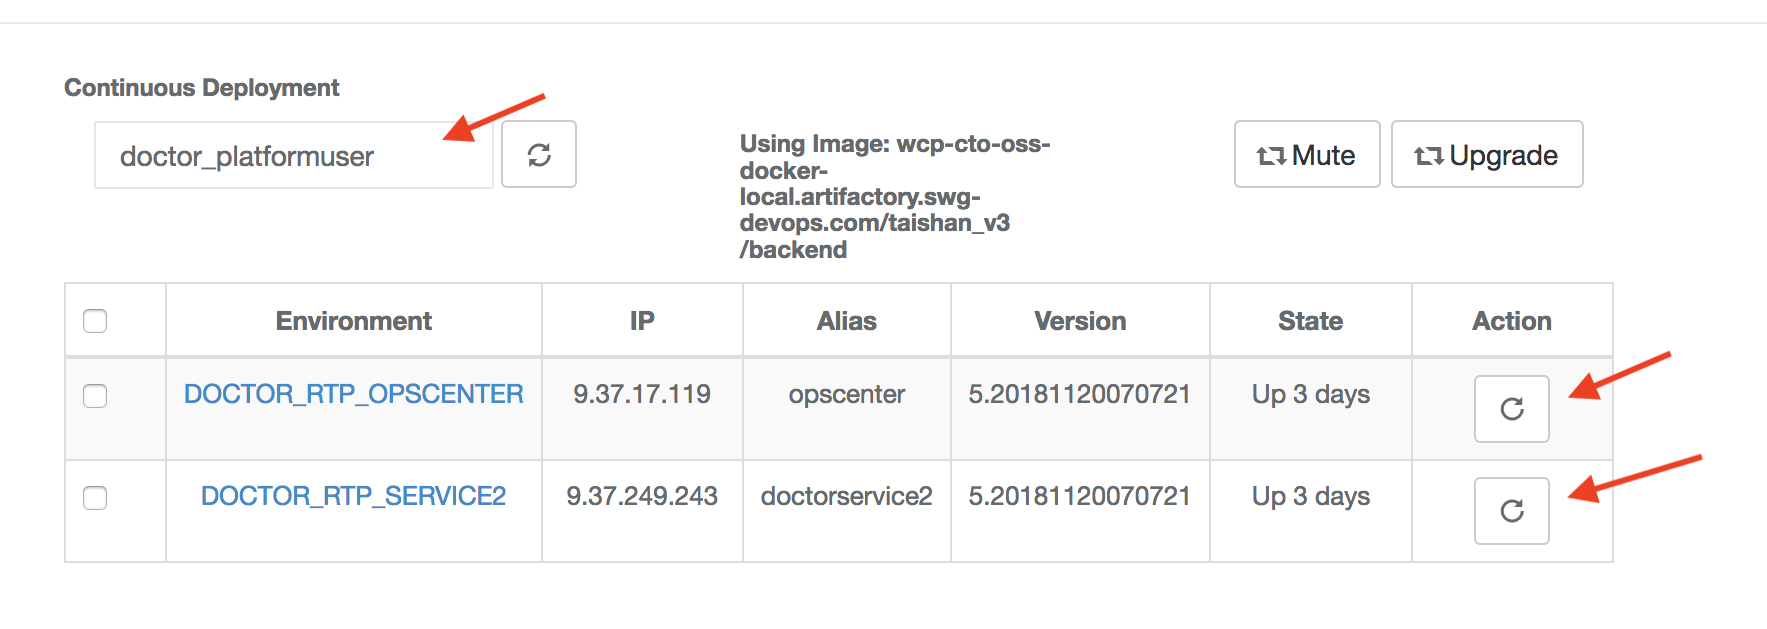 Continuous Deployment
doctor_platformuser
Using Image: wcp-cto-oss-
docker-
local.artifactory.swg-
devops.com/taishan_v3
/backend
Mute
Upgrade
Environment IP Alias Version State Action
DOCTOR_RTP_OPSCENTER 9.37.17.119 opscenter 5.20181120070721 Up 3 days
DOCTOR_RTP_SERVICE2 9.37.249.243 doctorservice2 5.20181120070721 Up 3 days